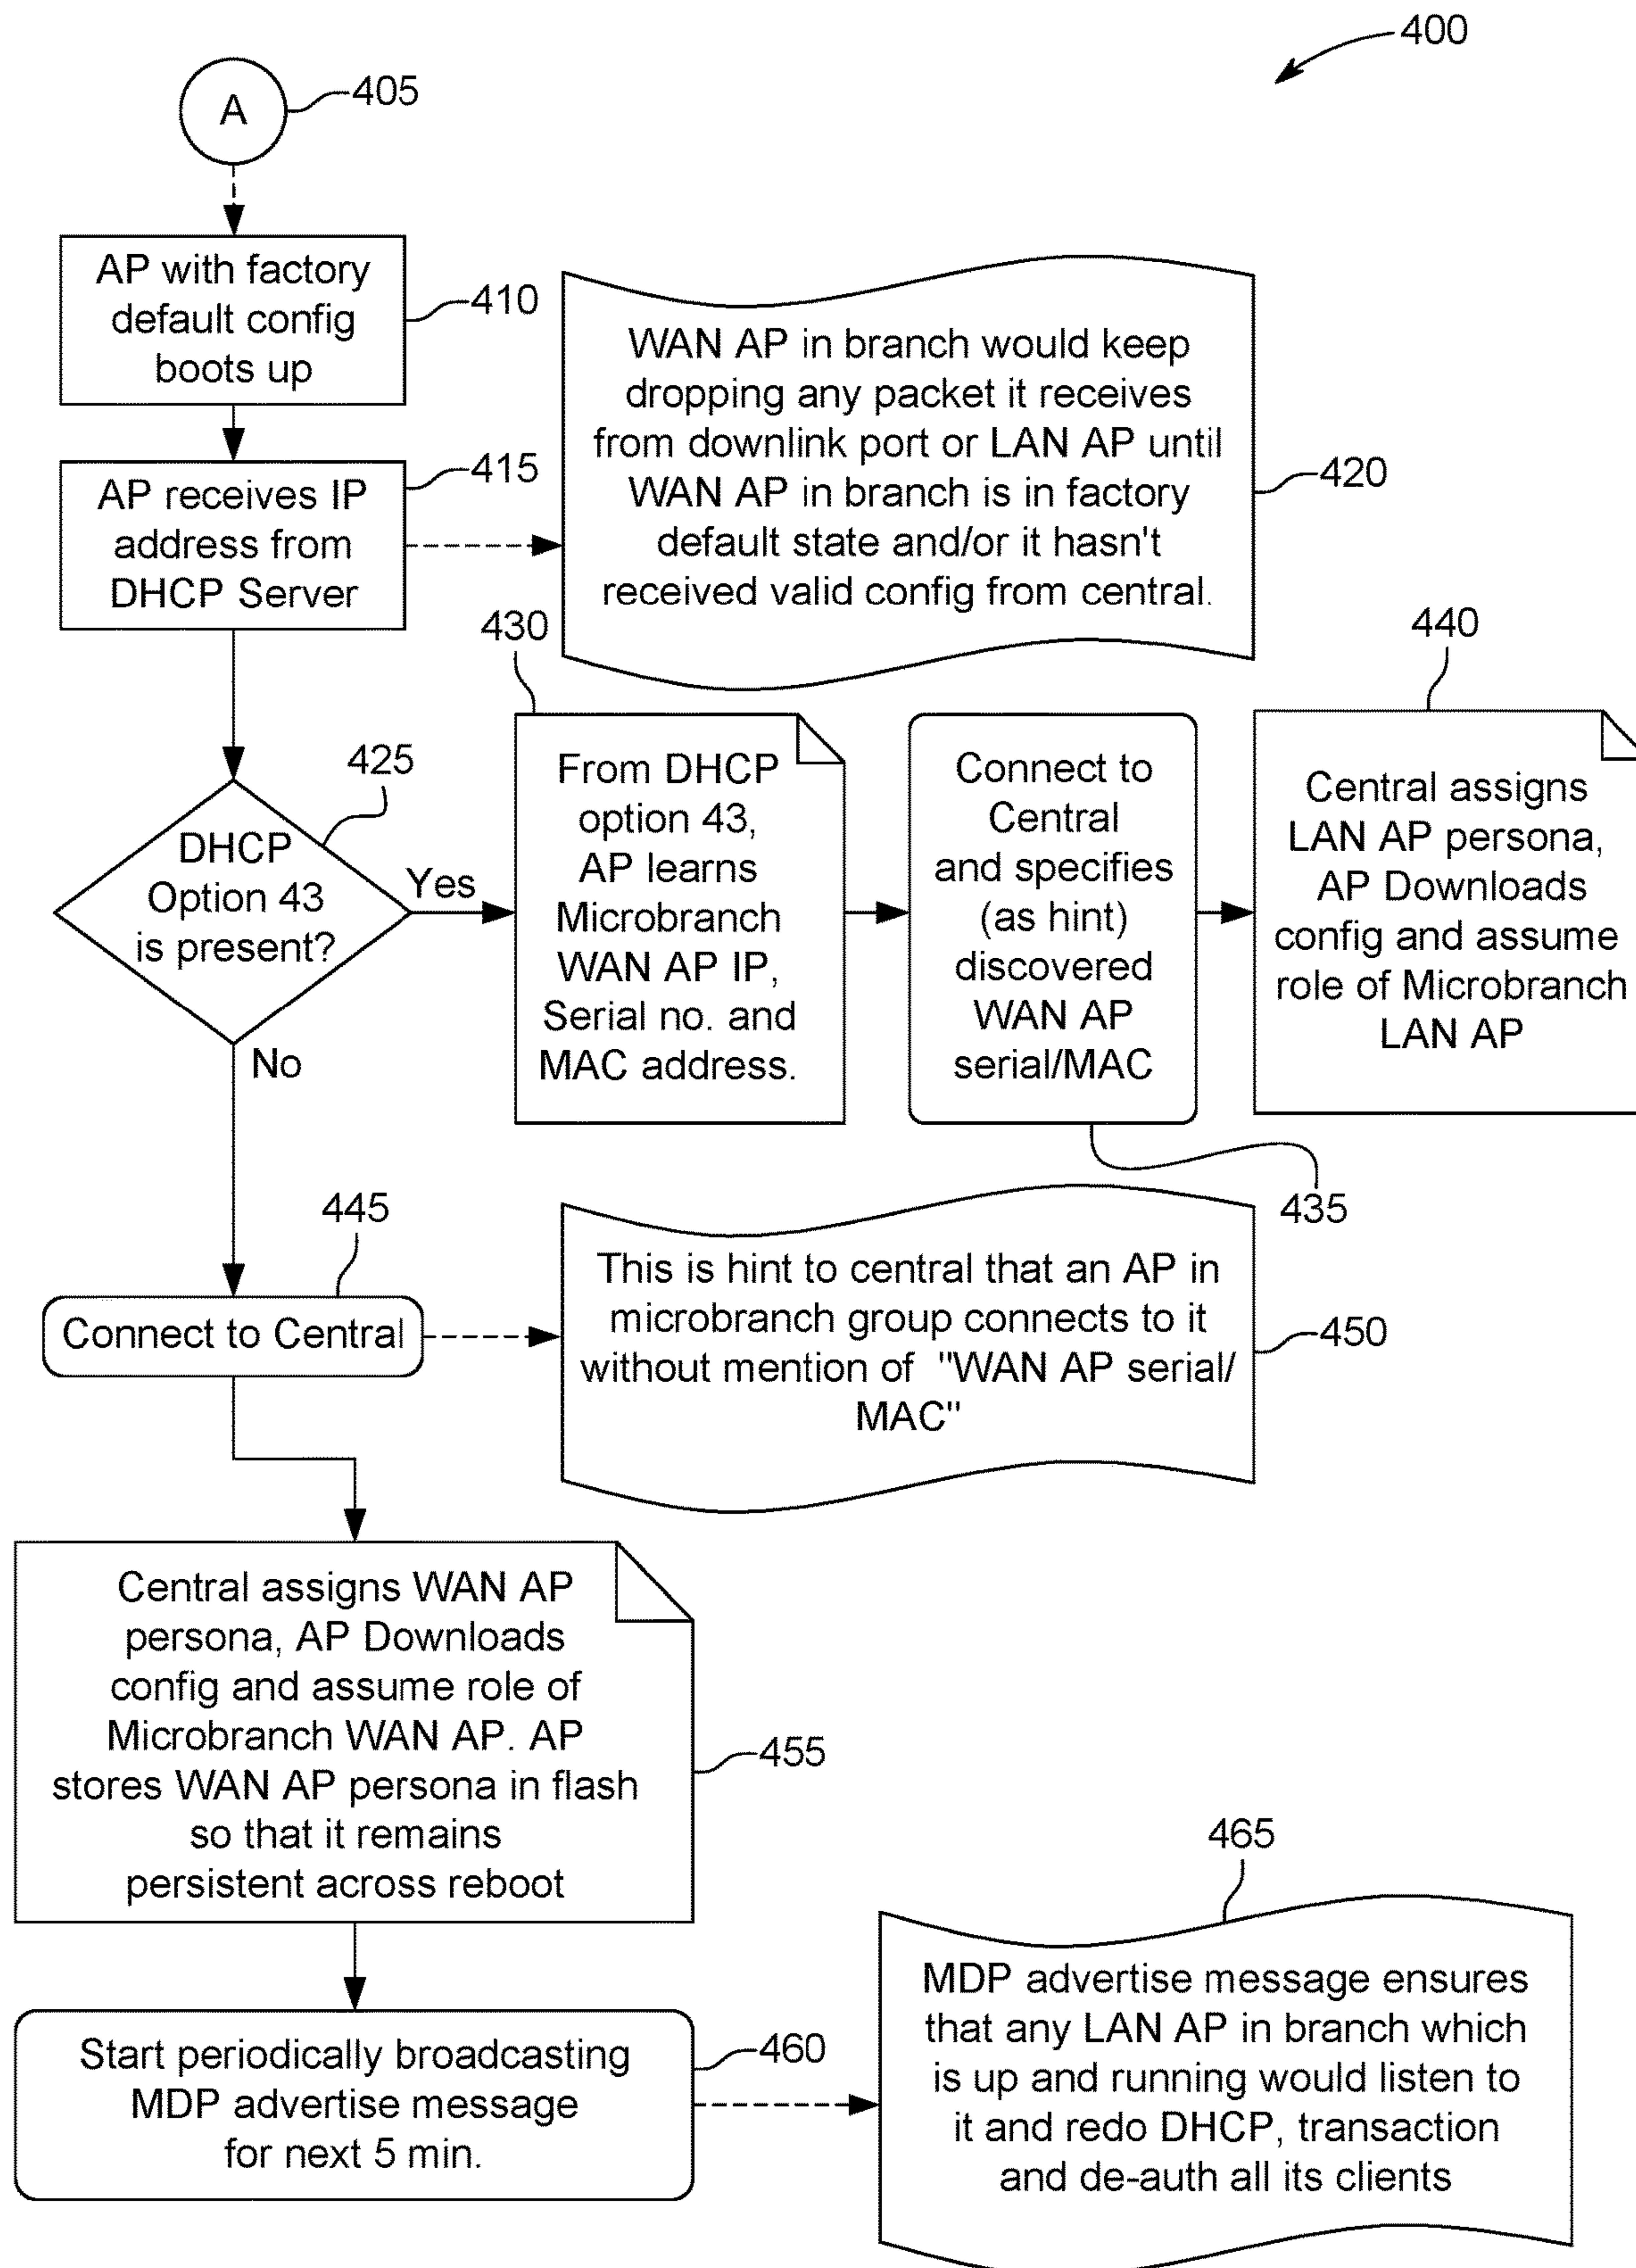 400
A
405
AP with factory
default config
boots up
410
AP receives IP
address from
DHCP Server
415
WAN AP in branch would keep
dropping any packet it receives
from downlink port or LAN AP until
WAN AP in branch is in factory
default state and/or it hasn't
received valid config from central.
420
DHCP
Option 43
is present?
425
Yes
No
430
From DHCP
option 43,
AP learns
Microbranch
WAN AP IP,
Serial no. and
MAC address.
Connect to
Central
and specifies
(as hint)
discovered
WAN AP
serial/MAC
435
440
Central assigns
LAN AP persona,
AP Downloads
config and assume
role of Microbranch
LAN AP
445
Connect to Central
This is hint to central that an AP in
microbranch group connects to it
without mention of "WAN AP serial/
MAC"
450
Central assigns WAN AP
persona, AP Downloads
config and assume role of
Microbranch WAN AP. AP
stores WAN AP persona in flash
so that it remains
persistent across reboot
455
Start periodically broadcasting
MDP advertise message
for next 5 min.
460
465
MDP advertise message ensures
that any LAN AP in branch which
is up and running would listen to
it and redo DHCP, transaction
and de-auth all its clients